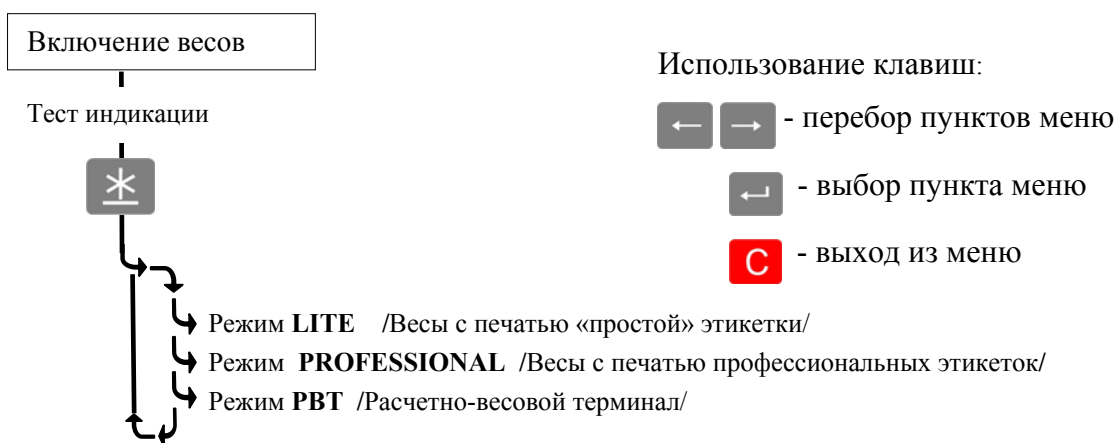 Включение весов
Тест индикации
Использование клавиш:
- перебор пунктов меню
- выбор пункта меню
C - выход из меню
Режим LITE /Весы с печатью «простой» этикетки/
Режим PROFESSIONAL /Весы с печатью профессиональных этикеток/
Режим РВТ /Расчетно-весовой терминал/